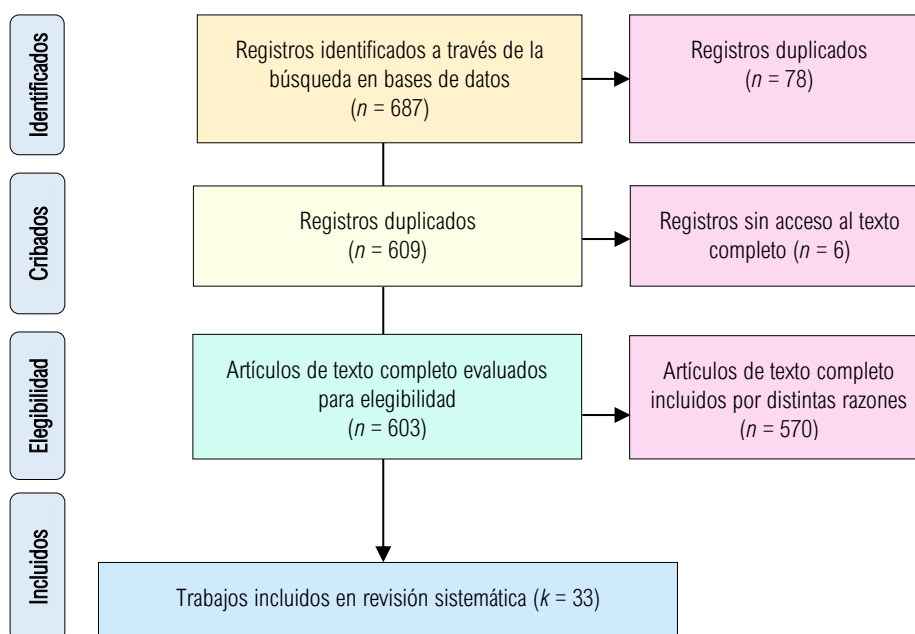 Identificados
Registros identificados a través de la
búsqueda en bases de datos
(n = 687)
Registros duplicados
(n = 78)
Cribados
Registros duplicados
(n = 609)
Registros sin acceso al texto
completo (n = 6)
Elegibilidad
Artículos de texto completo evaluados
para elegibilidad
(n = 603)
Artículos de texto completo
incluidos por distintas razones
(n = 570)
Incluidos
Trabajos incluidos en revisión sistemática (k = 33)